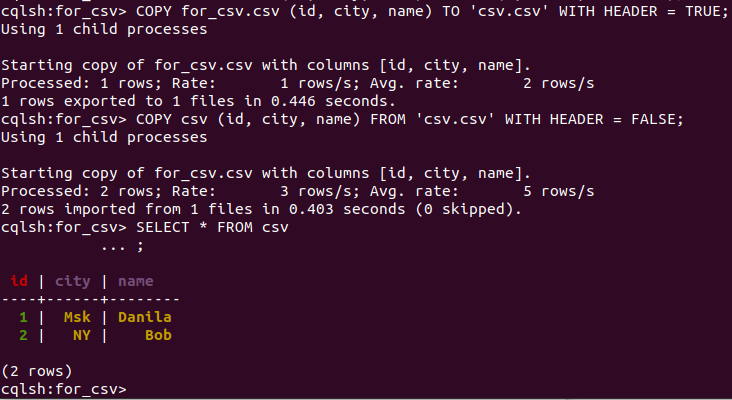 cqlsh:for_csv> COPY for_csv.csv (id, city, name) TO 'csv.csv' WITH HEADER = TRUE;
Using 1 child processes

Starting copy of for_csv.csv with columns [id, city, name].
Processed: 1 rows; Rate:       1 rows/s; Avg. rate:       2 rows/s
1 rows exported to 1 files in 0.446 seconds.
cqlsh:for_csv> COPY csv (id, city, name) FROM 'csv.csv' WITH HEADER = FALSE;
Using 1 child processes

Starting copy of for_csv.csv with columns [id, city, name].
Processed: 2 rows; Rate:       3 rows/s; Avg. rate:       5 rows/s
2 rows imported from 1 files in 0.403 seconds (0 skipped).
cqlsh:for_csv> SELECT * FROM csv
           ... ;

 id | city | name
----+------+--------
  1 |  Msk | Danila
  2 |   NY |    Bob

(2 rows)
cqlsh:for_csv>